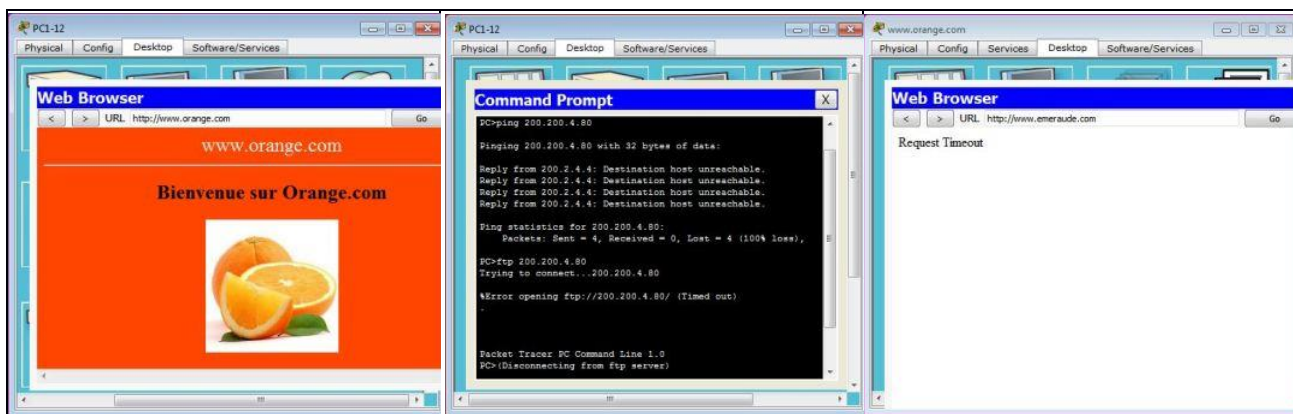 PC1-12
Physical Config Desktop Software/Services
Web Browser
< > URL http://www.orange.com Go
www.orange.com
Bienvenue sur Orange.com
PC1-12
Physical Config Desktop Software/Services
Command Prompt X
PC>ping 200.200.4.80
Pinging 200.200.4.80 with 32 bytes of data:
Reply from 200.2.4.4: Destination host unreachable.
Reply from 200.2.4.4: Destination host unreachable.
Reply from 200.2.4.4: Destination host unreachable.
Reply from 200.2.4.4: Destination host unreachable.
Ping statistics for 200.200.4.80:
Packets: Sent = 4, Received = 0, Lost = 4 (100% loss),
PC>ftp 200.200.4.80
Trying to connect...200.200.4.80
%Error opening ftp://200.200.4.80/ (Timed out)
.
Packet Tracer PC Command Line 1.0
PC>(Disconnecting from ftp server)
www.orange.com
Physical Config Services Desktop Software/Services
Web Browser
< > URL http://www.emeraude.com Go
Request Timeout